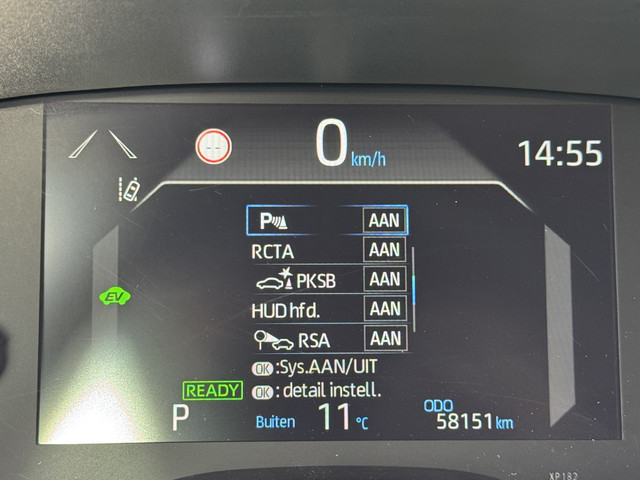 0 km/h
14:55
P AAN
RCTA AAN
PKSB AAN
HUD hfd. AAN
RSA AAN
OK :Sys.AAN/UIT
OK : detail instell.
EV
READY
P
Buiten 11 °C
ODO
58151 km
XP182